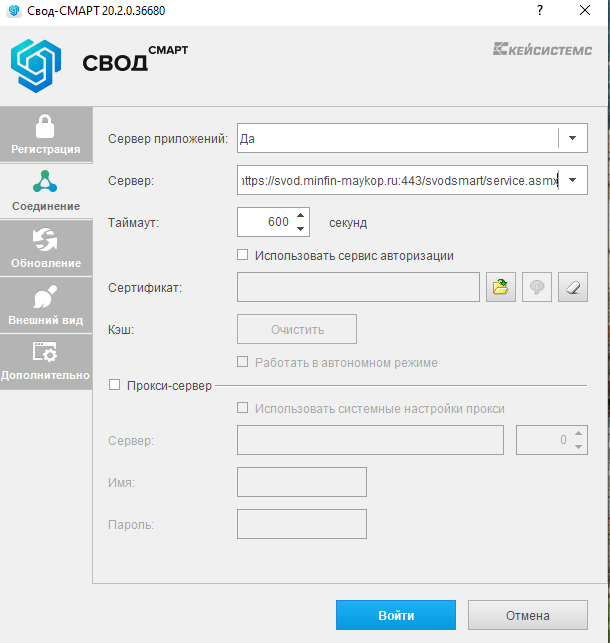 Свод-СМАРТ 20.2.0.36680
СВОД СМАРТ
КЕЙСИСТЕМС
Регистрация
Соединение
Обновление
Внешний вид
Дополнительно
Сервер приложений: Да
Сервер: https://svod.minfin-maykop.ru:443/svodsmart/service.asmx
Таймаут: 600 секунд
Использовать сервис авторизации
Сертификат:
Кэш: Очистить
Работать в автономном режиме
Прокси-сервер
Использовать системные настройки прокси
Сервер: 0
Имя:
Пароль:
Войти Отмена